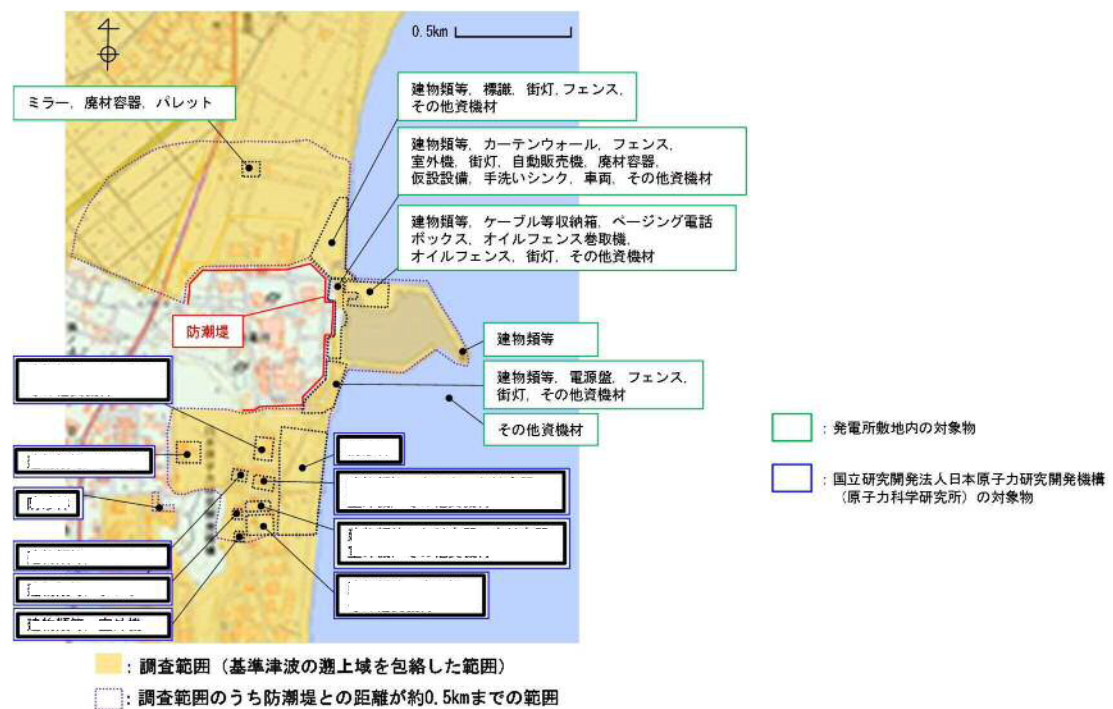 0.5km
ミラー, 廃材容器, パレット
建物類等, 標識, 街灯, フェンス,
その他資機材
建物類等, カーテンウォール, フェンス,
室外機, 街灯, 自動販売機, 廃材容器,
仮設設備, 手洗いシンク, 車両, その他資機材
建物類等, ケーブル等収納箱, ページング電話
ボックス, オイルフェンス巻取機,
オイルフェンス, 街灯, その他資機材
防潮堤
建物類等
建物類等, 電源盤, フェンス,
街灯, その他資機材
その他資機材
:発電所敷地内の対象物
:国立研究開発法人日本原子力研究開発機構
(原子力科学研究所)の対象物
:調査範囲(基準津波の遡上域を包絡した範囲)
:調査範囲のうち防潮堤との距離が約0.5kmまでの範囲